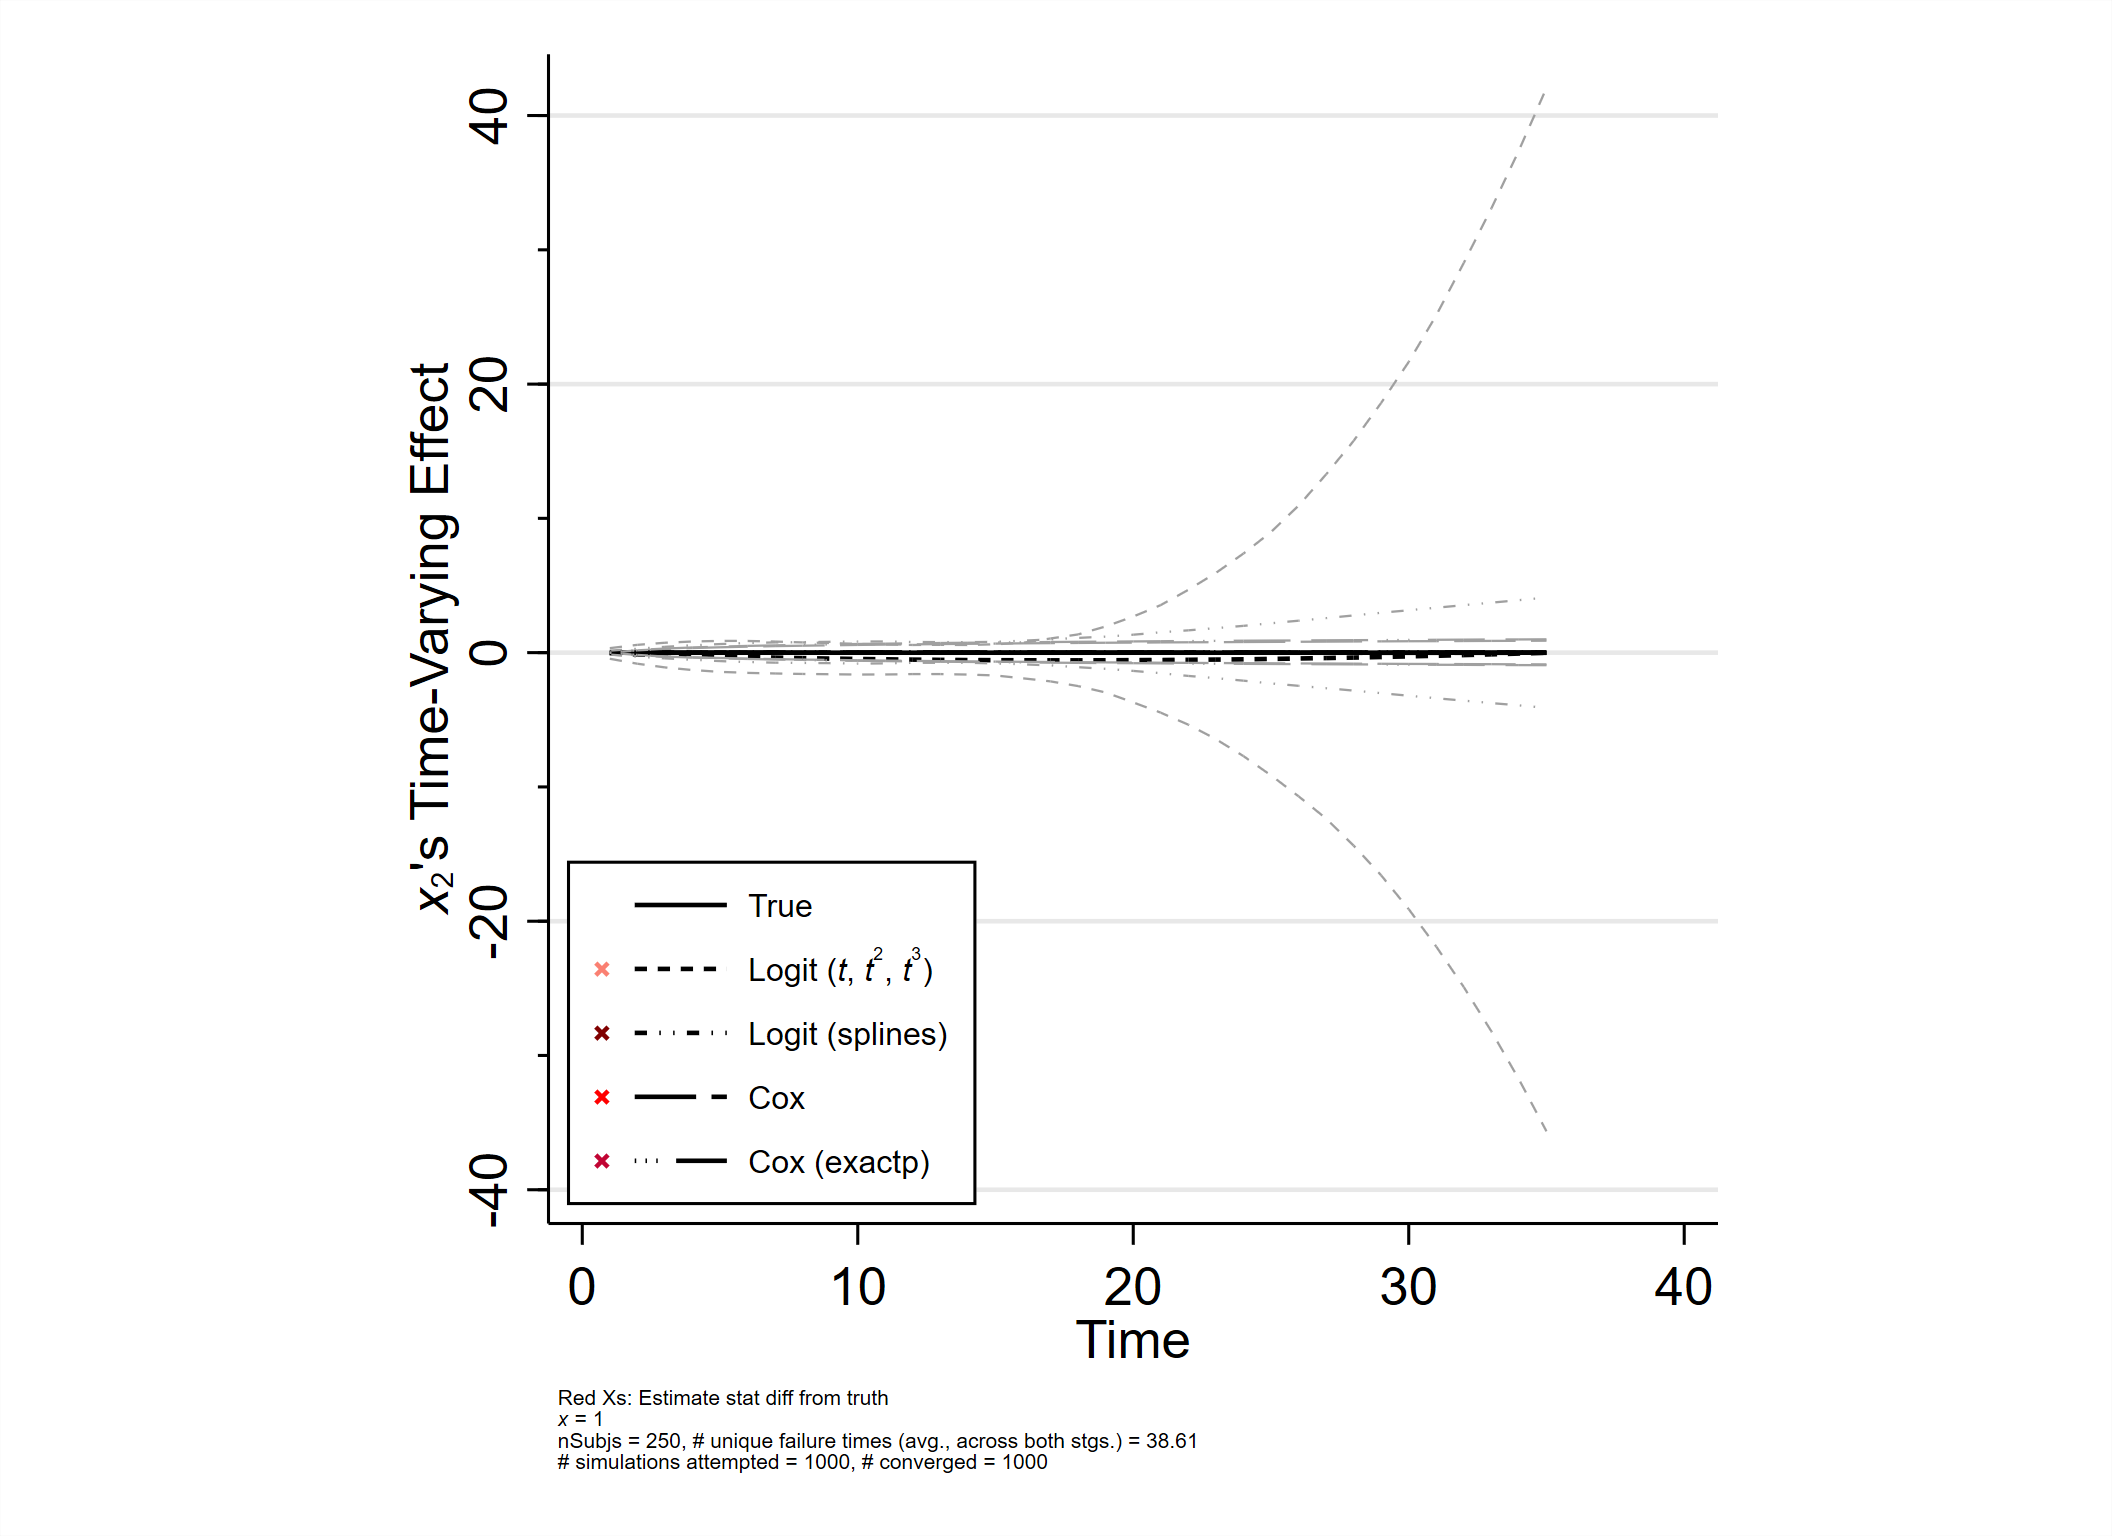 x₂'s Time-Varying Effect
40
20
0
-20
-40
True
Logit (t, t², t³)
Logit (splines)
Cox
Cox (exactp)
0 10 20 30 40
Time
Red Xs: Estimate stat diff from truth
x = 1
nSubjs = 250, # unique failure times (avg., across both stgs.) = 38.61
# simulations attempted = 1000, # converged = 1000